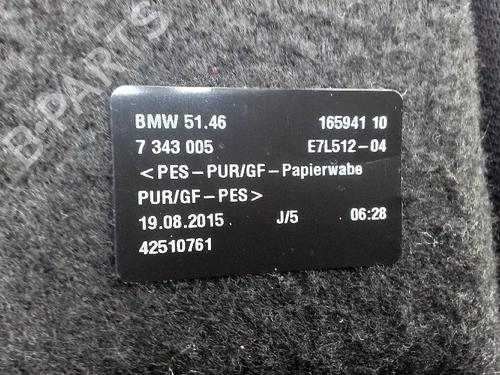 B-PARTS
BMW 51.46 165941 10
7 343 005 E7L512-04
< PES – PUR/GF – Papierwabe
PUR/GF – PES >
19.08.2015 J/5 06:28
42510761